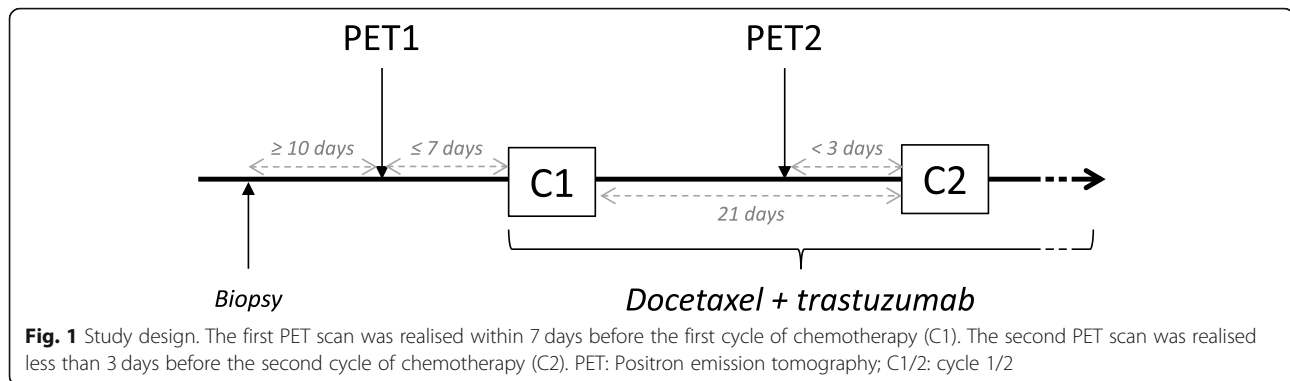 PET1
PET2
≥ 10 days
≤ 7 days
< 3 days
C1
C2
21 days
Biopsy
Docetaxel + trastuzumab
Fig. 1 Study design. The first PET scan was realised within 7 days before the first cycle of chemotherapy (C1). The second PET scan was realised
less than 3 days before the second cycle of chemotherapy (C2). PET: Positron emission tomography; C1/2: cycle 1/2